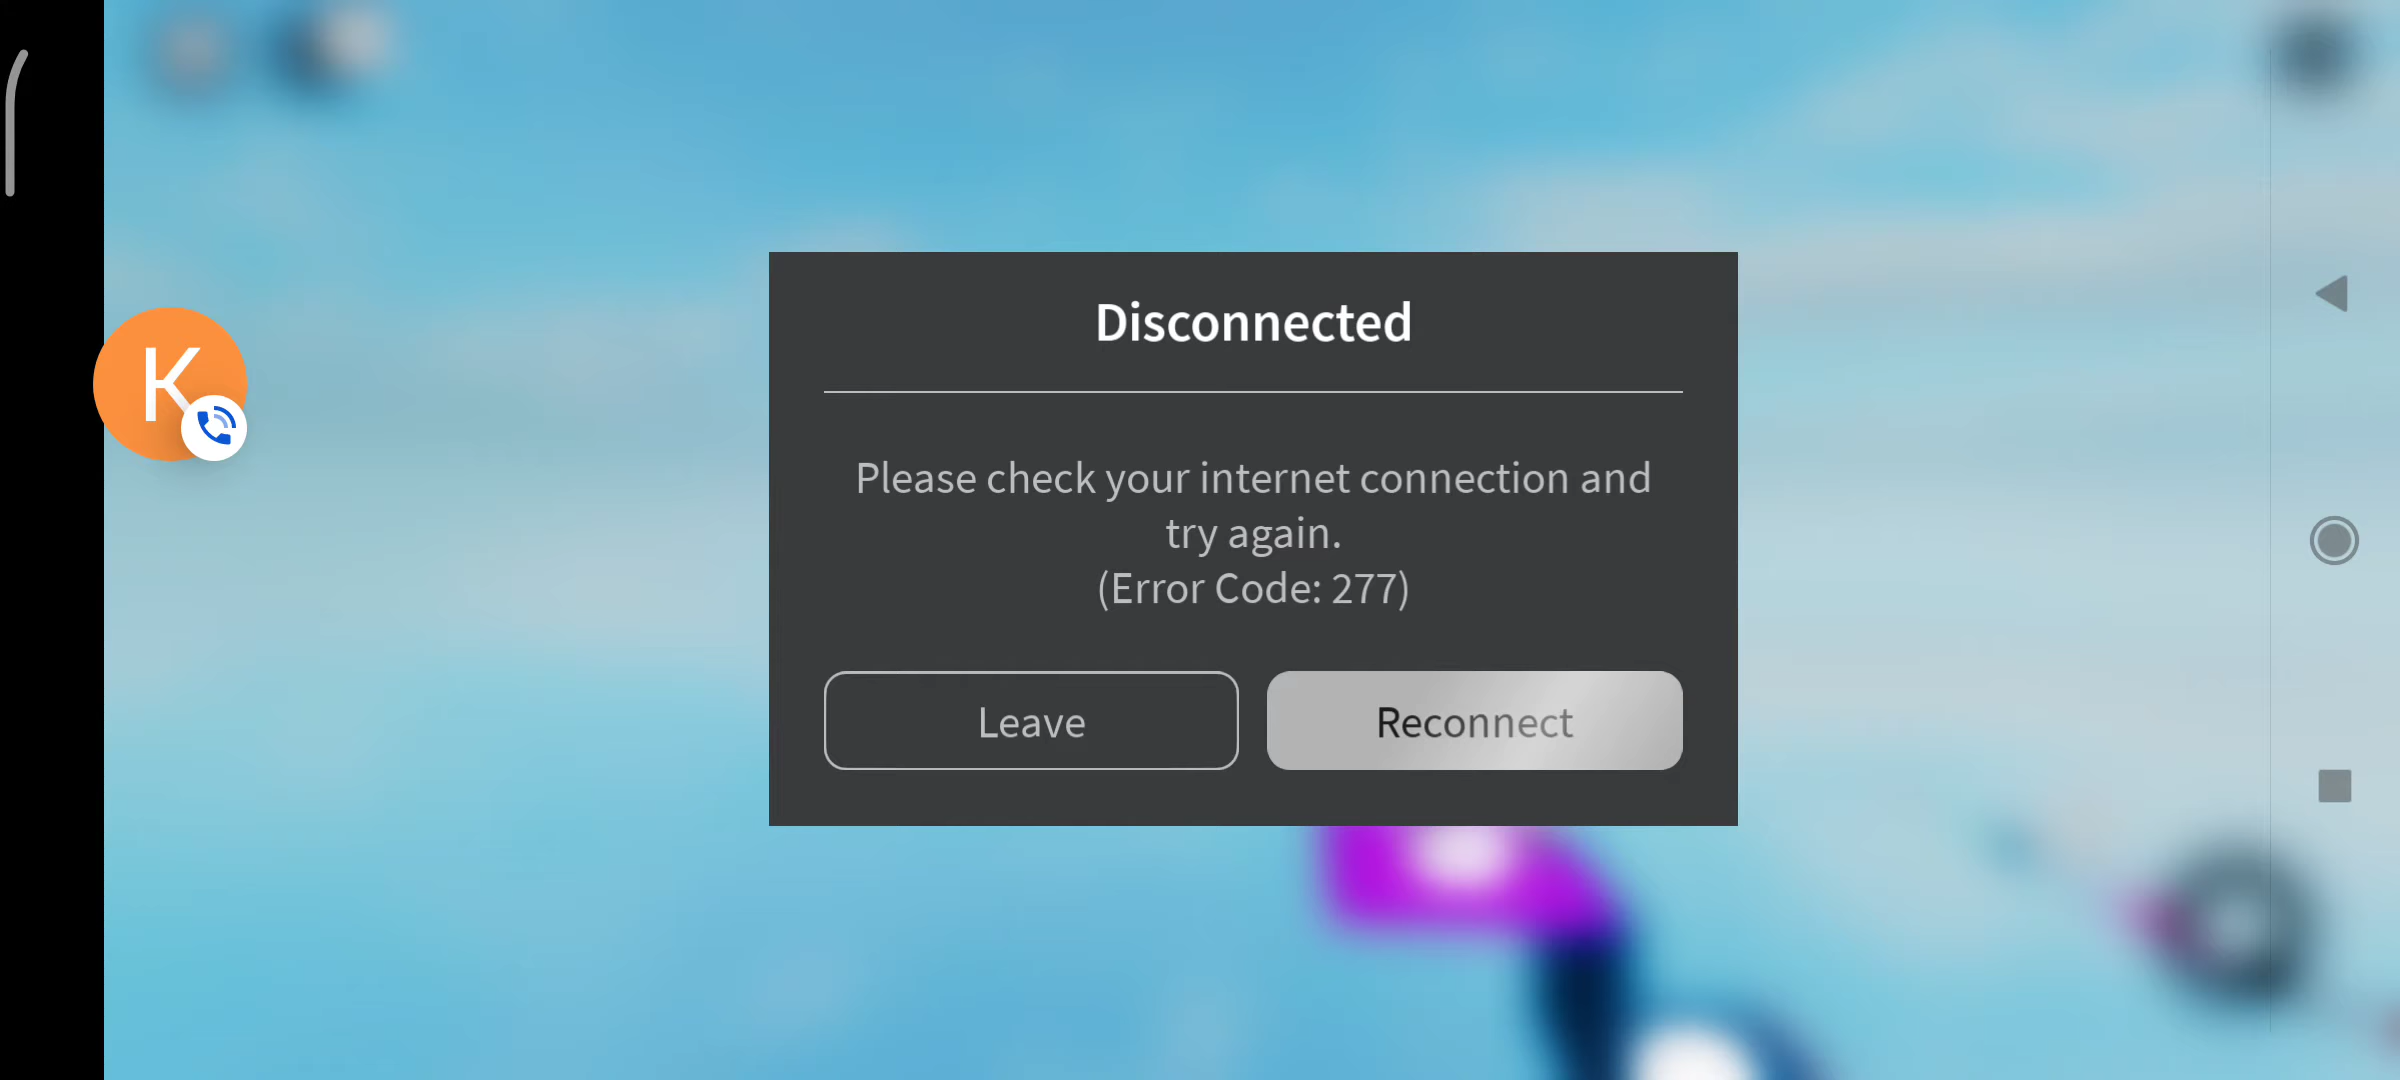 Disconnected
K
Please check your internet connection and
try again.
(Error Code: 277)
Leave
Reconnect